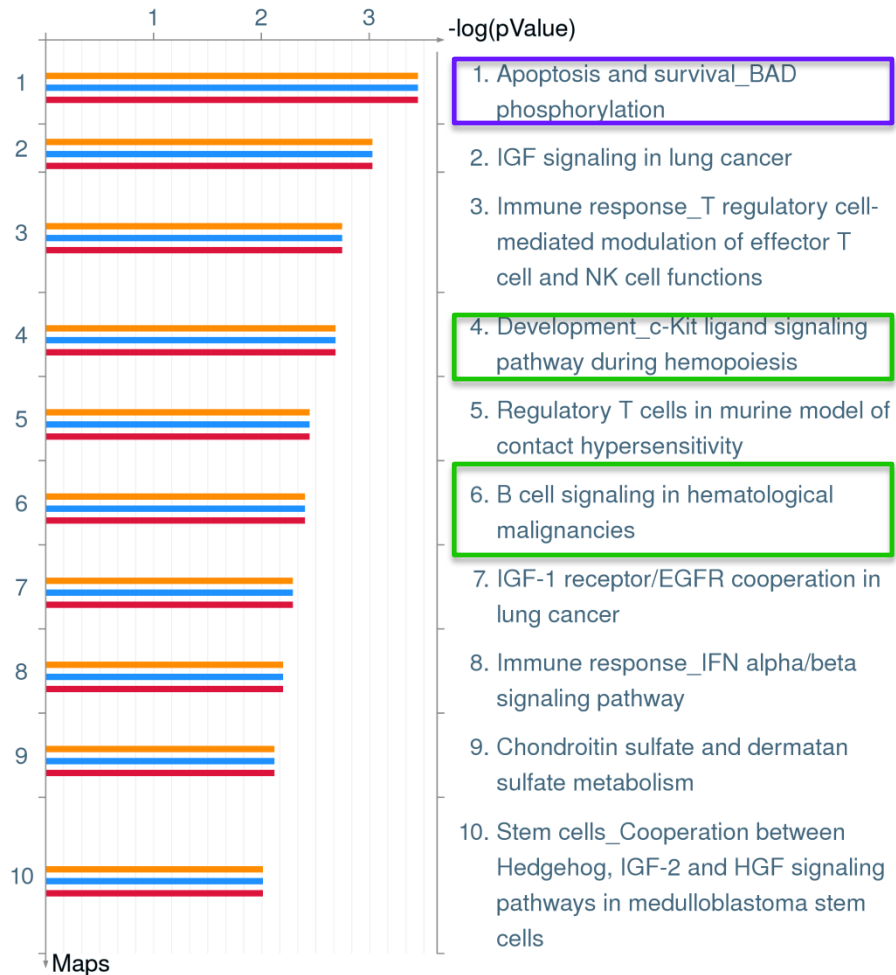 1 2 3 -log(pValue)
1
2
3
4
5
6
7
8
9
10
Maps
1. Apoptosis and survival_BAD
phosphorylation
2. IGF signaling in lung cancer
3. Immune response_T regulatory cell-
mediated modulation of effector T
cell and NK cell functions
4. Development_c-Kit ligand signaling
pathway during hemopoiesis
5. Regulatory T cells in murine model of
contact hypersensitivity
6. B cell signaling in hematological
malignancies
7. IGF-1 receptor/EGFR cooperation in
lung cancer
8. Immune response_IFN alpha/beta
signaling pathway
9. Chondroitin sulfate and dermatan
sulfate metabolism
10. Stem cells_Cooperation between
Hedgehog, IGF-2 and HGF signaling
pathways in medulloblastoma stem
cells